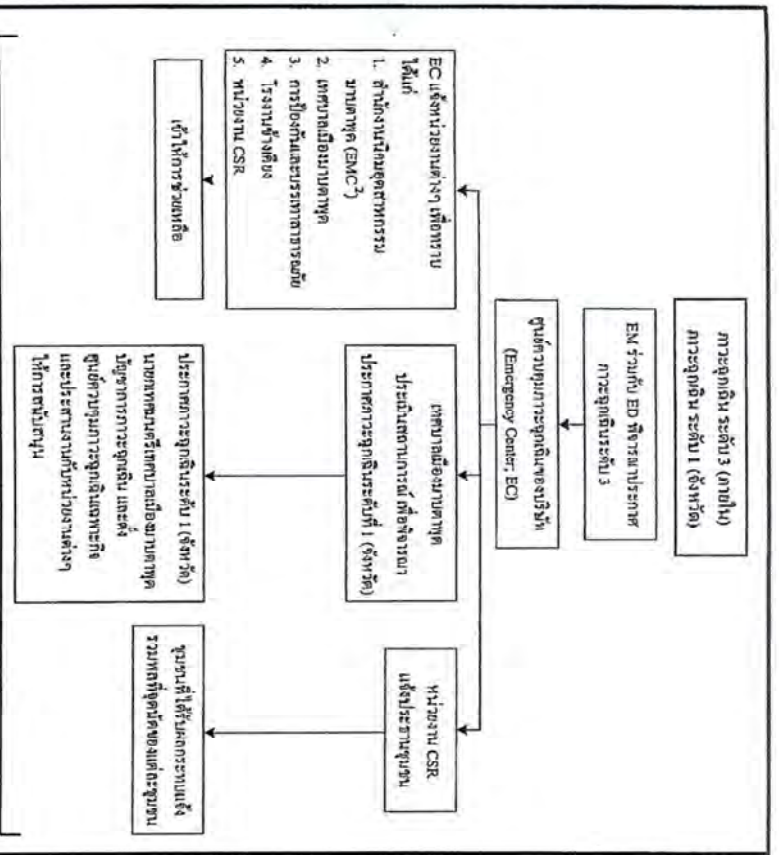 ภาวะฉุกเฉิน ระดับ 3 (ภายใน)
ภาวะฉุกเฉิน ระดับ 1 (จังหวัด)
EM ร่วมกับ ED พิจารณาประกาศ
ภาวะฉุกเฉินระดับ 3
ศูนย์ควบคุมภาวะฉุกเฉินของบริษัท
(Emergency Center, EC)
EC แจ้งหน่วยงานต่างๆ เพื่อทราบ
ได้แก่
1. สำนักงานนิคมอุตสาหกรรม
มาบตาพุด (EMC²)
2. เทศบาลเมืองมาบตาพุด
3. การป้องกันและบรรเทาสาธารณภัย
4. โรงงานข้างเคียง
5. หน่วยงาน CSR
เข้าให้การช่วยเหลือ
เทศบาลเมืองมาบตาพุด
ประเมินสถานการณ์ เพื่อพิจารณา
ประกาศภาวะฉุกเฉินระดับที่ 1 (จังหวัด)
ประกาศภาวะฉุกเฉินระดับ 1 (จังหวัด)
นายกเทศมนตรีเทศบาลเมืองมาบตาพุด
บัญชาการภาวะฉุกเฉิน และตั้ง
ศูนย์ควบคุมภาวะฉุกเฉินเฉพาะกิจ
และประสานงานกับหน่วยงานต่างๆ
ให้การสนับสนุน
หน่วยงาน CSR
แจ้งประธานชุมชน
ชุมชนที่ได้รับผลกระทบแจ้ง
รวมพลที่จุดนัดของแต่ละชุมชน